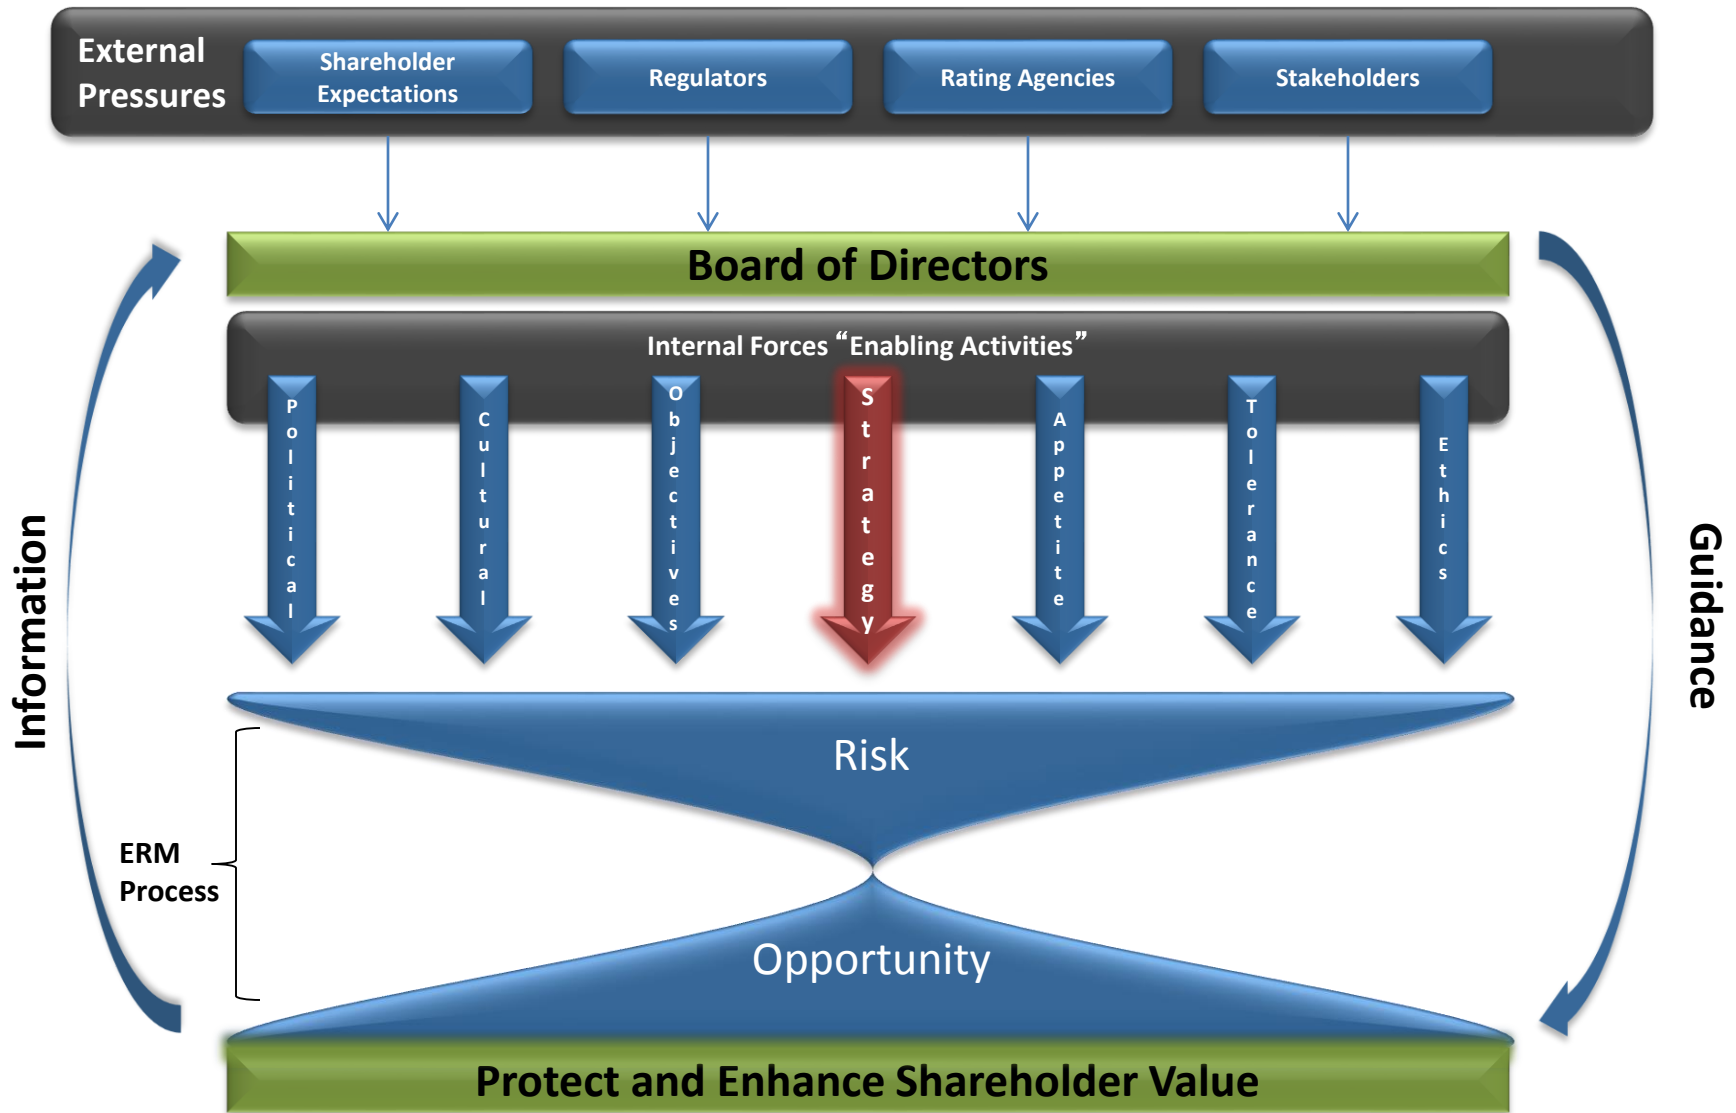 External
Pressures
Shareholder
Expectations
Regulators
Rating Agencies
Stakeholders
Board of Directors
Internal Forces “Enabling Activities”
Political
Cultural
Objectives
Strategy
Appetite
Tolerance
Ethics
Information
Guidance
Risk
ERM
Process
Opportunity
Protect and Enhance Shareholder Value